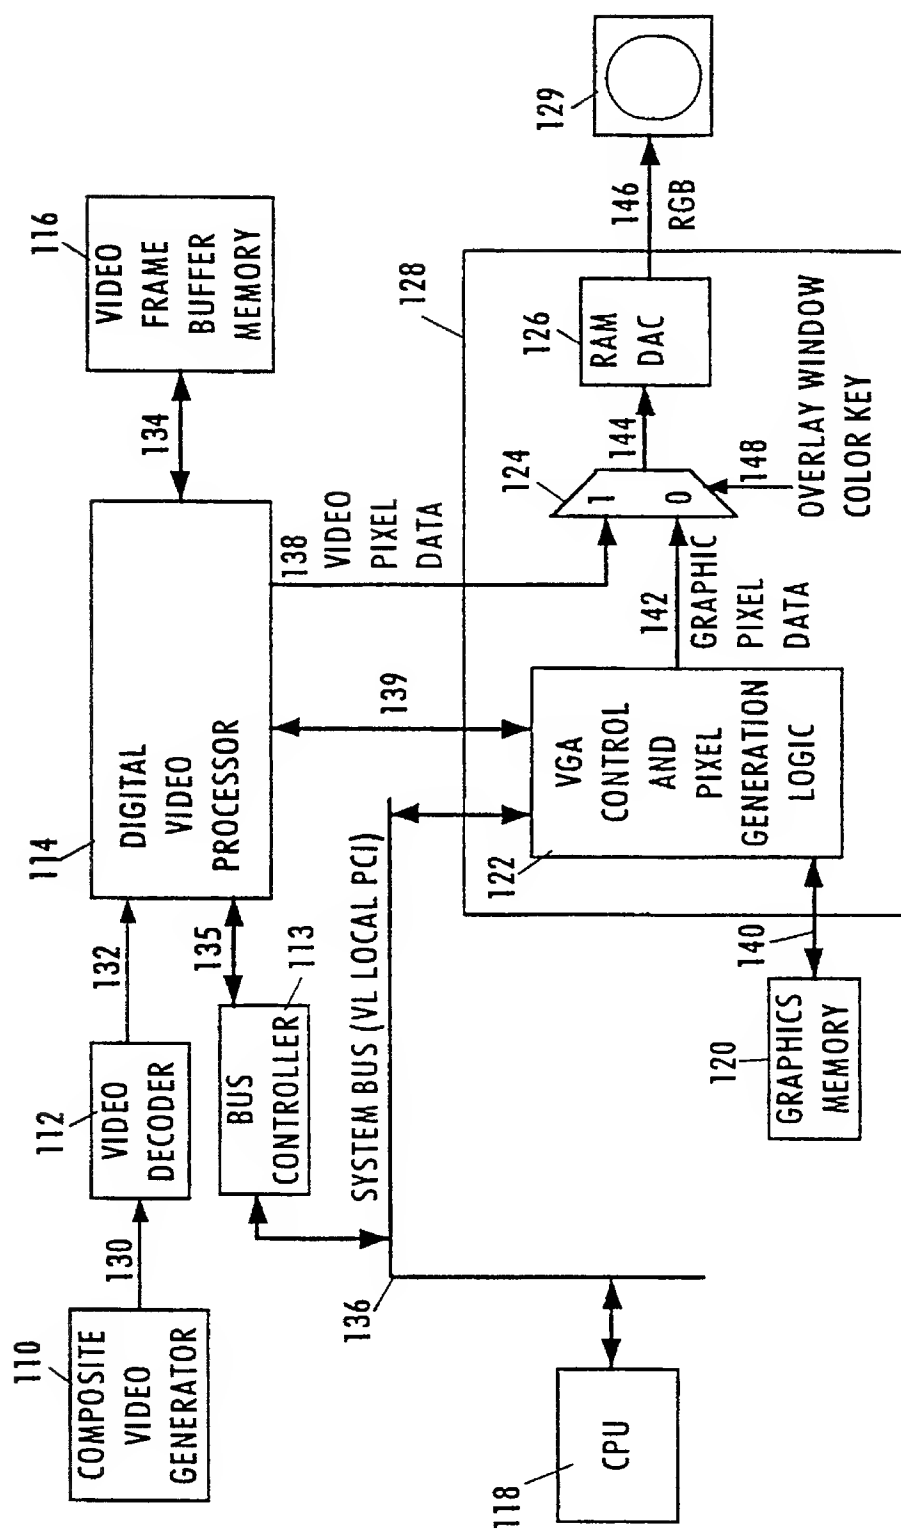 110
COMPOSITE
VIDEO
GENERATOR
130
112
VIDEO
DECODER
132
114
DIGITAL
VIDEO
PROCESSOR
134
116
VIDEO
FRAME
BUFFER
MEMORY
135
113
BUS
CONTROLLER
138 VIDEO
PIXEL
DATA
139
SYSTEM BUS (VL LOCAL PCI)
136
118
CPU
120
GRAPHICS
MEMORY
140
122
VGA
CONTROL
AND
PIXEL
GENERATION
LOGIC
142
GRAPHIC
PIXEL
DATA
124
1
0
144
148
OVERLAY WINDOW
COLOR KEY
126
RAM
DAC
128
146
RGB
129